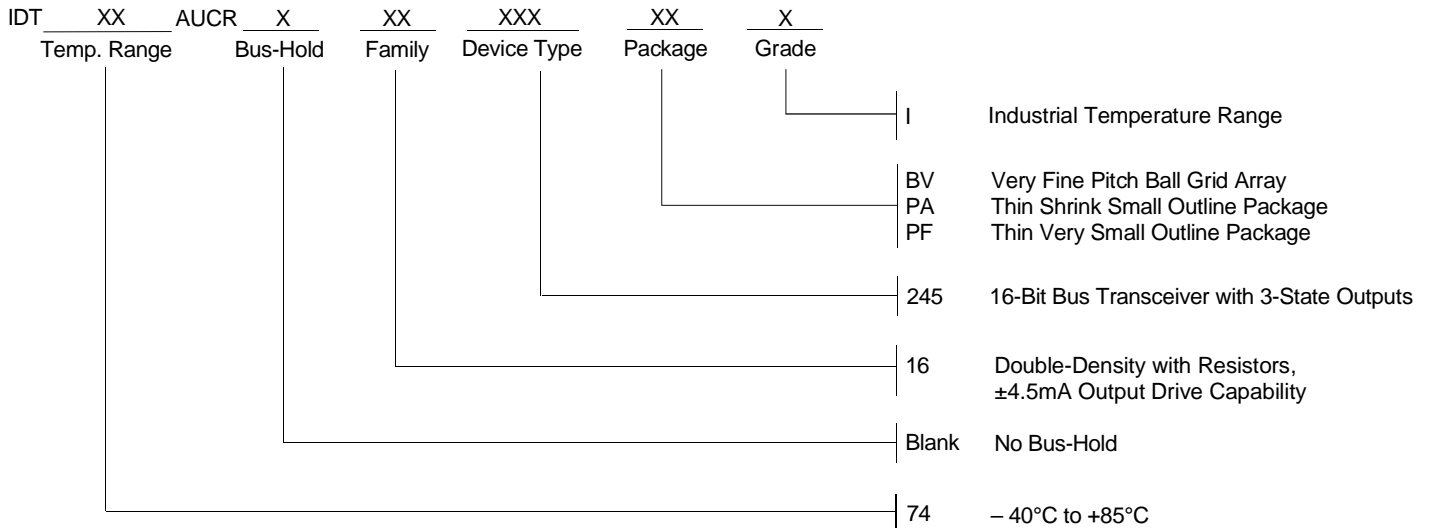 IDT XX AUCR X XX XXX XX X
Temp. Range Bus-Hold Family Device Type Package Grade
I Industrial Temperature Range
BV Very Fine Pitch Ball Grid Array
PA Thin Shrink Small Outline Package
PF Thin Very Small Outline Package
245 16-Bit Bus Transceiver with 3-State Outputs
16 Double-Density with Resistors,
±4.5mA Output Drive Capability
Blank No Bus-Hold
74 – 40°C to +85°C